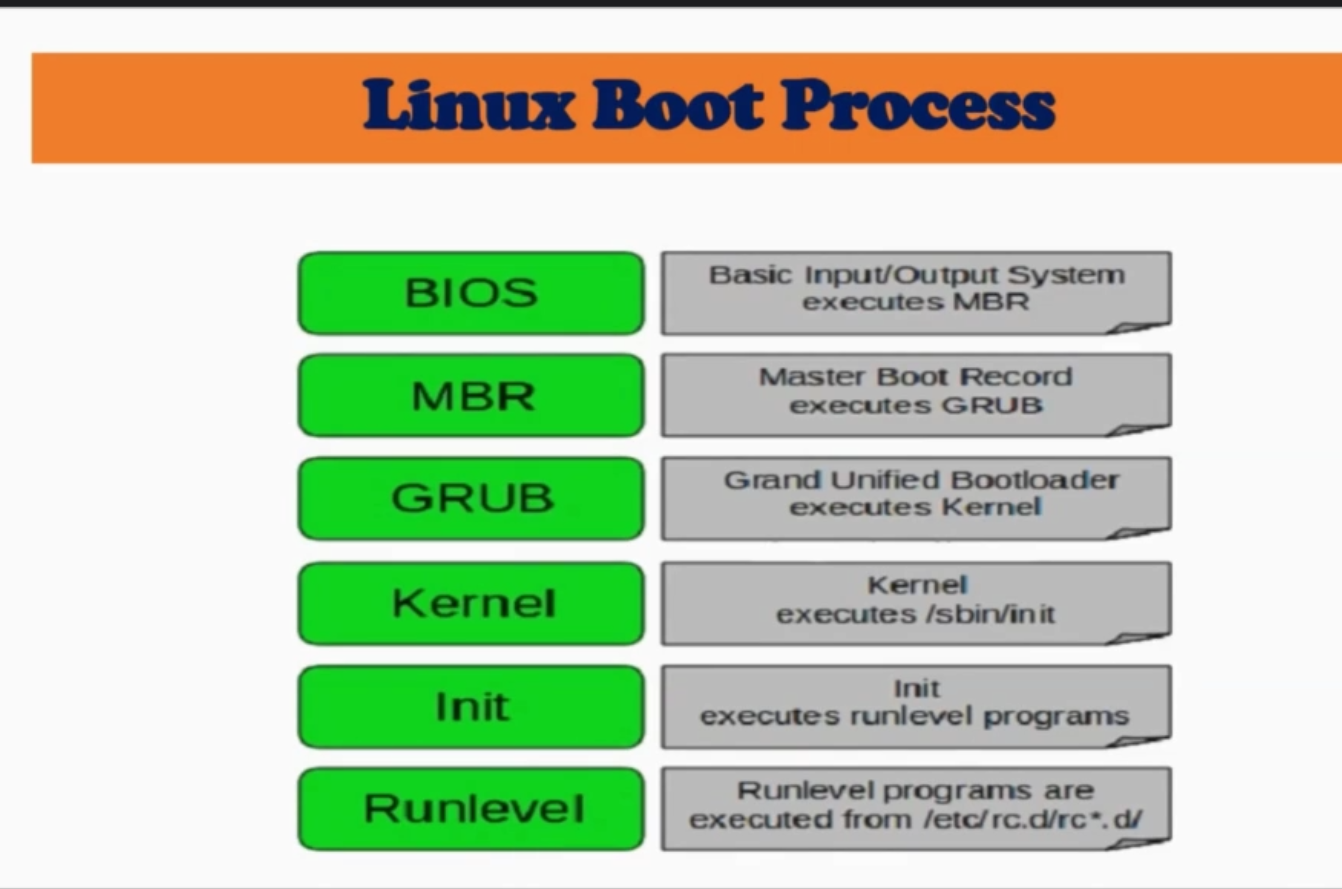 Linux Boot Process
BIOS
Basic Input/Output System
executes MBR
MBR
Master Boot Record
executes GRUB
GRUB
Grand Unified Bootloader
executes Kernel
Kernel
Kernel
executes /sbin/init
Init
Init
executes runlevel programs
Runlevel
Runlevel programs are
executed from /etc/rc.d/rc*.d/